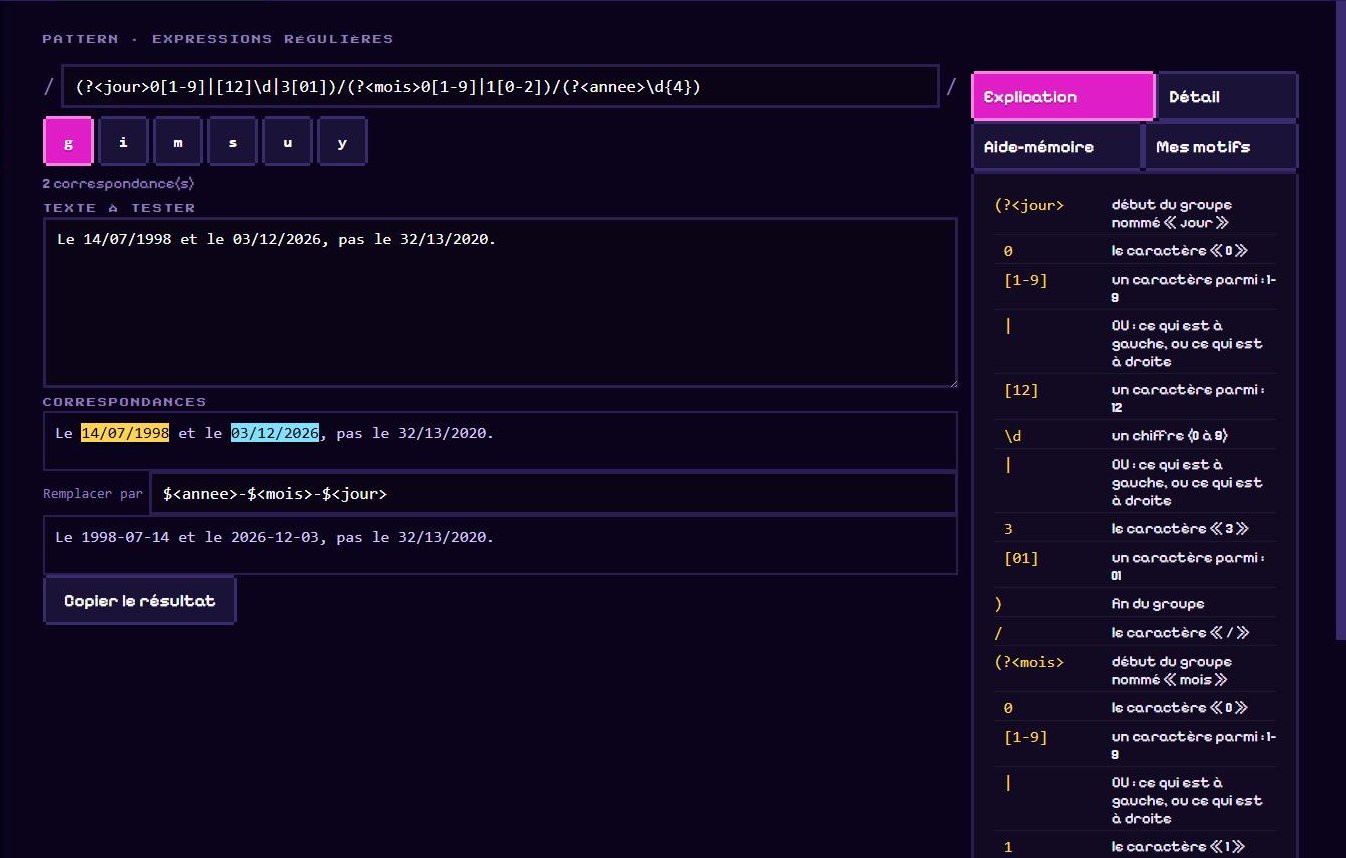 PATTERN · EXPRESSIONS RÉGULIÈRES
/ (?<jour>0[1-9]|[12]\d|3[01])/(?<mois>0[1-9]|1[0-2])/(?<annee>\d{4}) /
g i m s u y
2 correspondance(s)
TEXTE À TESTER
Le 14/07/1998 et le 03/12/2026, pas le 32/13/2020.
CORRESPONDANCES
Le 14/07/1998 et le 03/12/2026, pas le 32/13/2020.
Remplacer par $<annee>-$<mois>-$<jour>
Le 1998-07-14 et le 2026-12-03, pas le 32/13/2020.
Copier le résultat
Explication Détail
Aide-mémoire Mes motifs
(?<jour> début du groupe
nommé « jour »
0 le caractère « 0 »
[1-9] un caractère parmi : 1-
9
| OU : ce qui est à
gauche, ou ce qui est
à droite
[12] un caractère parmi :
12
\d un chiffre (0 à 9)
| OU : ce qui est à
gauche, ou ce qui est
à droite
3 le caractère « 3 »
[01] un caractère parmi :
01
) fin du groupe
/ le caractère « / »
(?<mois> début du groupe
nommé « mois »
0 le caractère « 0 »
[1-9] un caractère parmi : 1-
9
| OU : ce qui est à
gauche, ou ce qui est
à droite
1 le caractère « 1 »